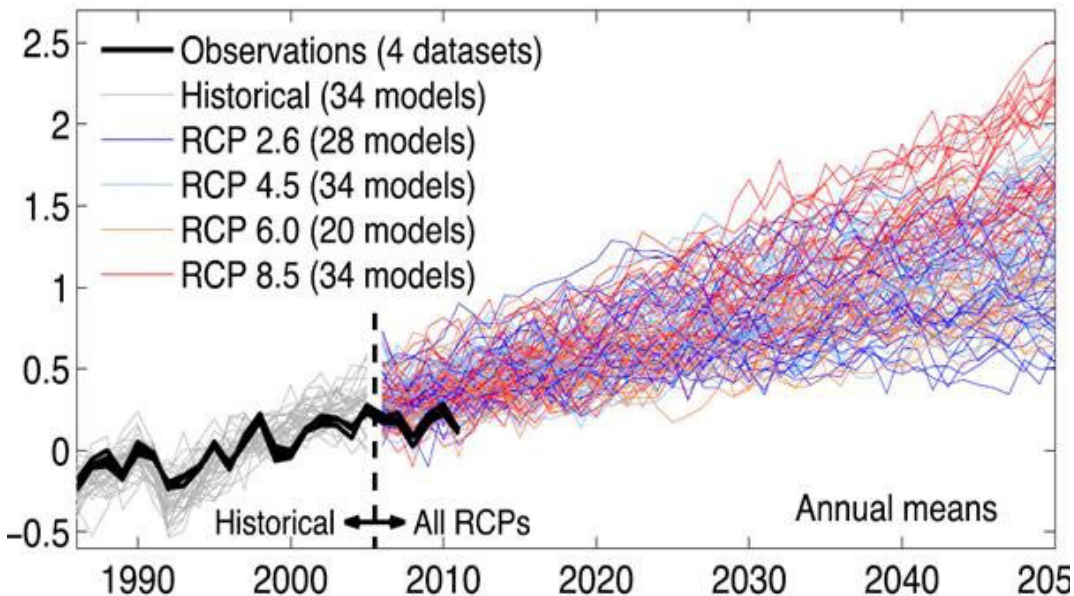 2.5
2
1.5
1
0.5
0
-0.5
Observations (4 datasets)
Historical (34 models)
RCP 2.6 (28 models)
RCP 4.5 (34 models)
RCP 6.0 (20 models)
RCP 8.5 (34 models)
Historical
All RCPs
Annual means
1990
2000
2010
2020
2030
2040
205